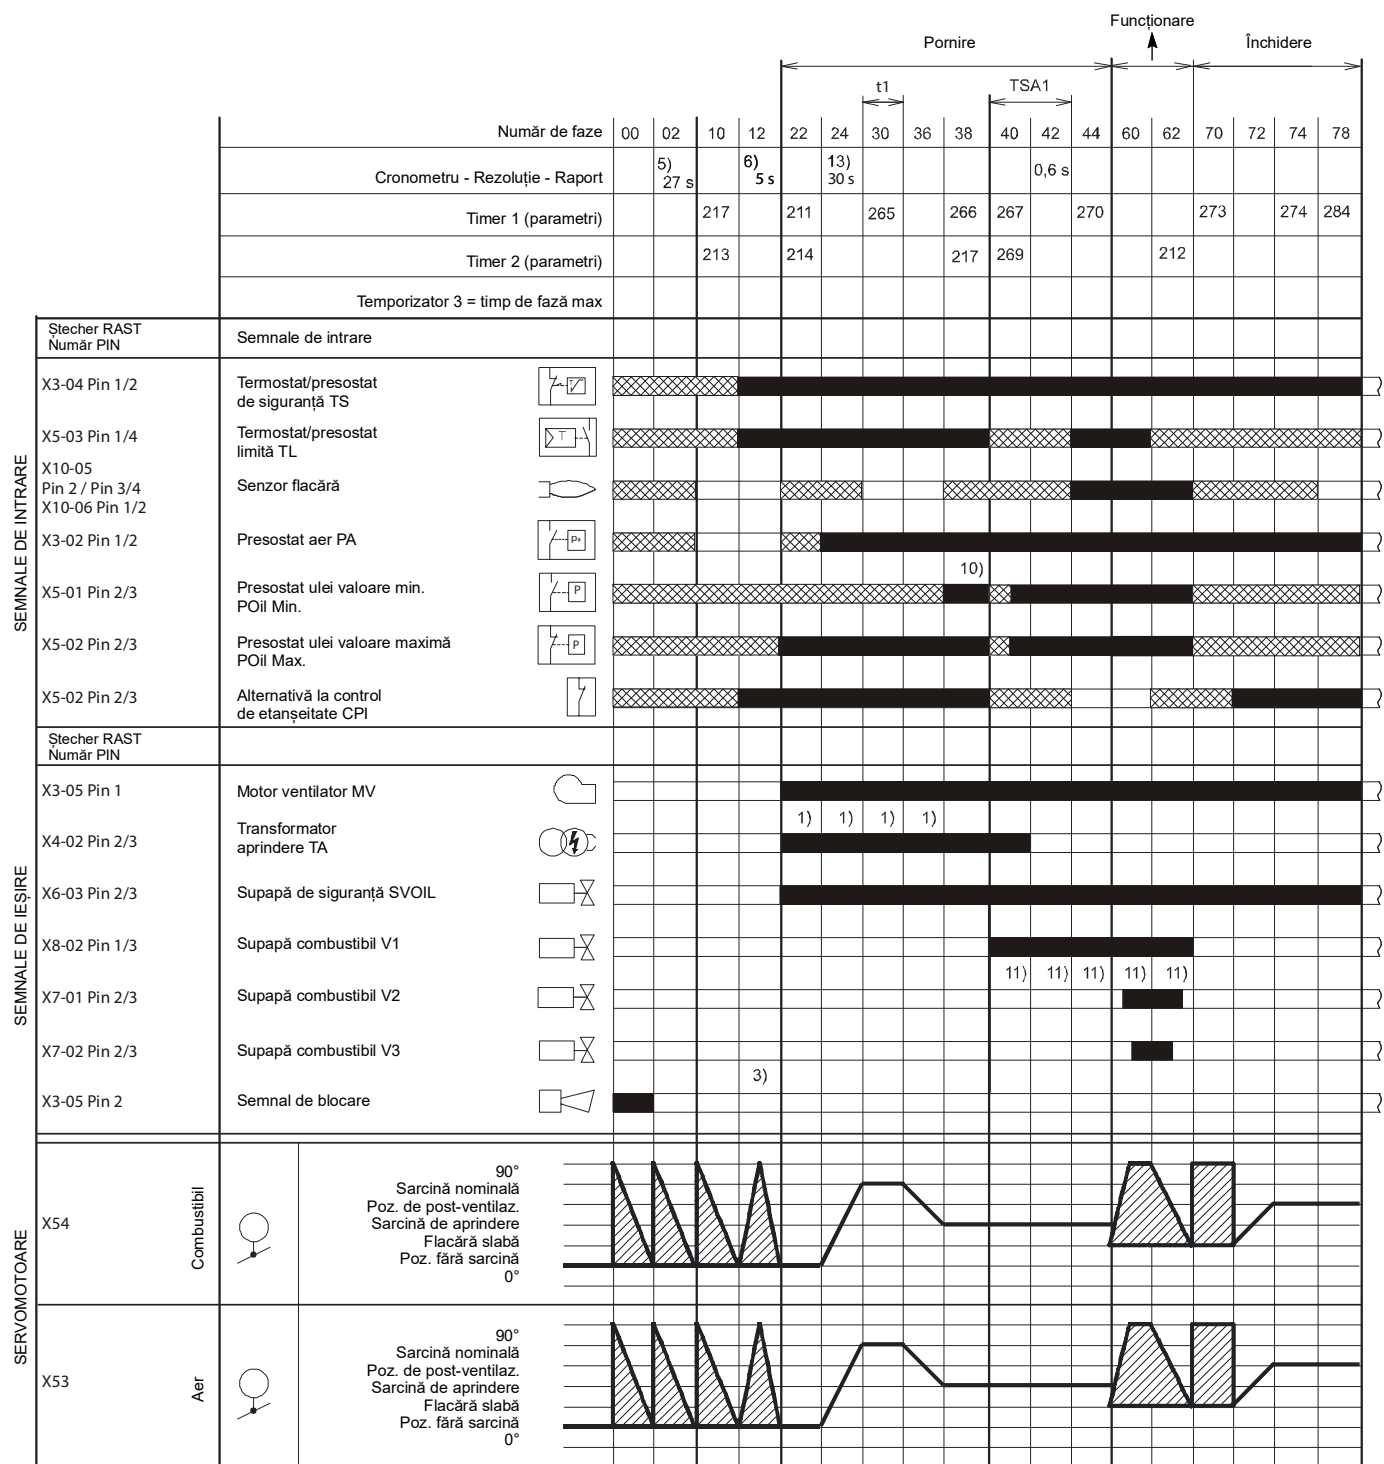 Funcționare
Pornire
Închidere
t1
TSA1
Număr de faze 00 02 10 12 22 24 30 36 38 40 42 44 60 62 70 72 74 78
Cronometru - Rezoluție - Raport 5) 27 s 6) 5 s 13) 30 s 0,6 s
Timer 1 (parametri) 217 211 265 266 267 270 273 274 284
Timer 2 (parametri) 213 214 217 269 212
Temporizator 3 = timp de fază max
Ștecher RAST
Număr PIN
Semnale de intrare
SEMNALE DE INTRARE
X3-04 Pin 1/2
Termostat/presostat
de siguranță TS
X5-03 Pin 1/4
Termostat/presostat
limită TL
T
X10-05
Pin 2 / Pin 3/4
X10-06 Pin 1/2
Senzor flacără
X3-02 Pin 1/2
Presostat aer PA
Pa
10)
X5-01 Pin 2/3
Presostat ulei valoare min.
POil Min.
P
X5-02 Pin 2/3
Presostat ulei valoare maximă
POil Max.
P
X5-02 Pin 2/3
Alternativă la control
de etanșeitate CPI
Ștecher RAST
Număr PIN
SEMNALE DE IEȘIRE
X3-05 Pin 1
Motor ventilator MV
1) 1) 1) 1)
X4-02 Pin 2/3
Transformator
aprindere TA
X6-03 Pin 2/3
Supapă de siguranță SVOIL
X8-02 Pin 1/3
Supapă combustibil V1
11) 11) 11) 11) 11)
X7-01 Pin 2/3
Supapă combustibil V2
X7-02 Pin 2/3
Supapă combustibil V3
3)
X3-05 Pin 2
Semnal de blocare
SERVOMOTOARE
X54
Combustibil
90°
Sarcină nominală
Poz. de post-ventilaz.
Sarcină de aprindere
Flacără slabă
Poz. fără sarcină
0°
X53
Aer
90°
Sarcină nominală
Poz. de post-ventilaz.
Sarcină de aprindere
Flacără slabă
Poz. fără sarcină
0°